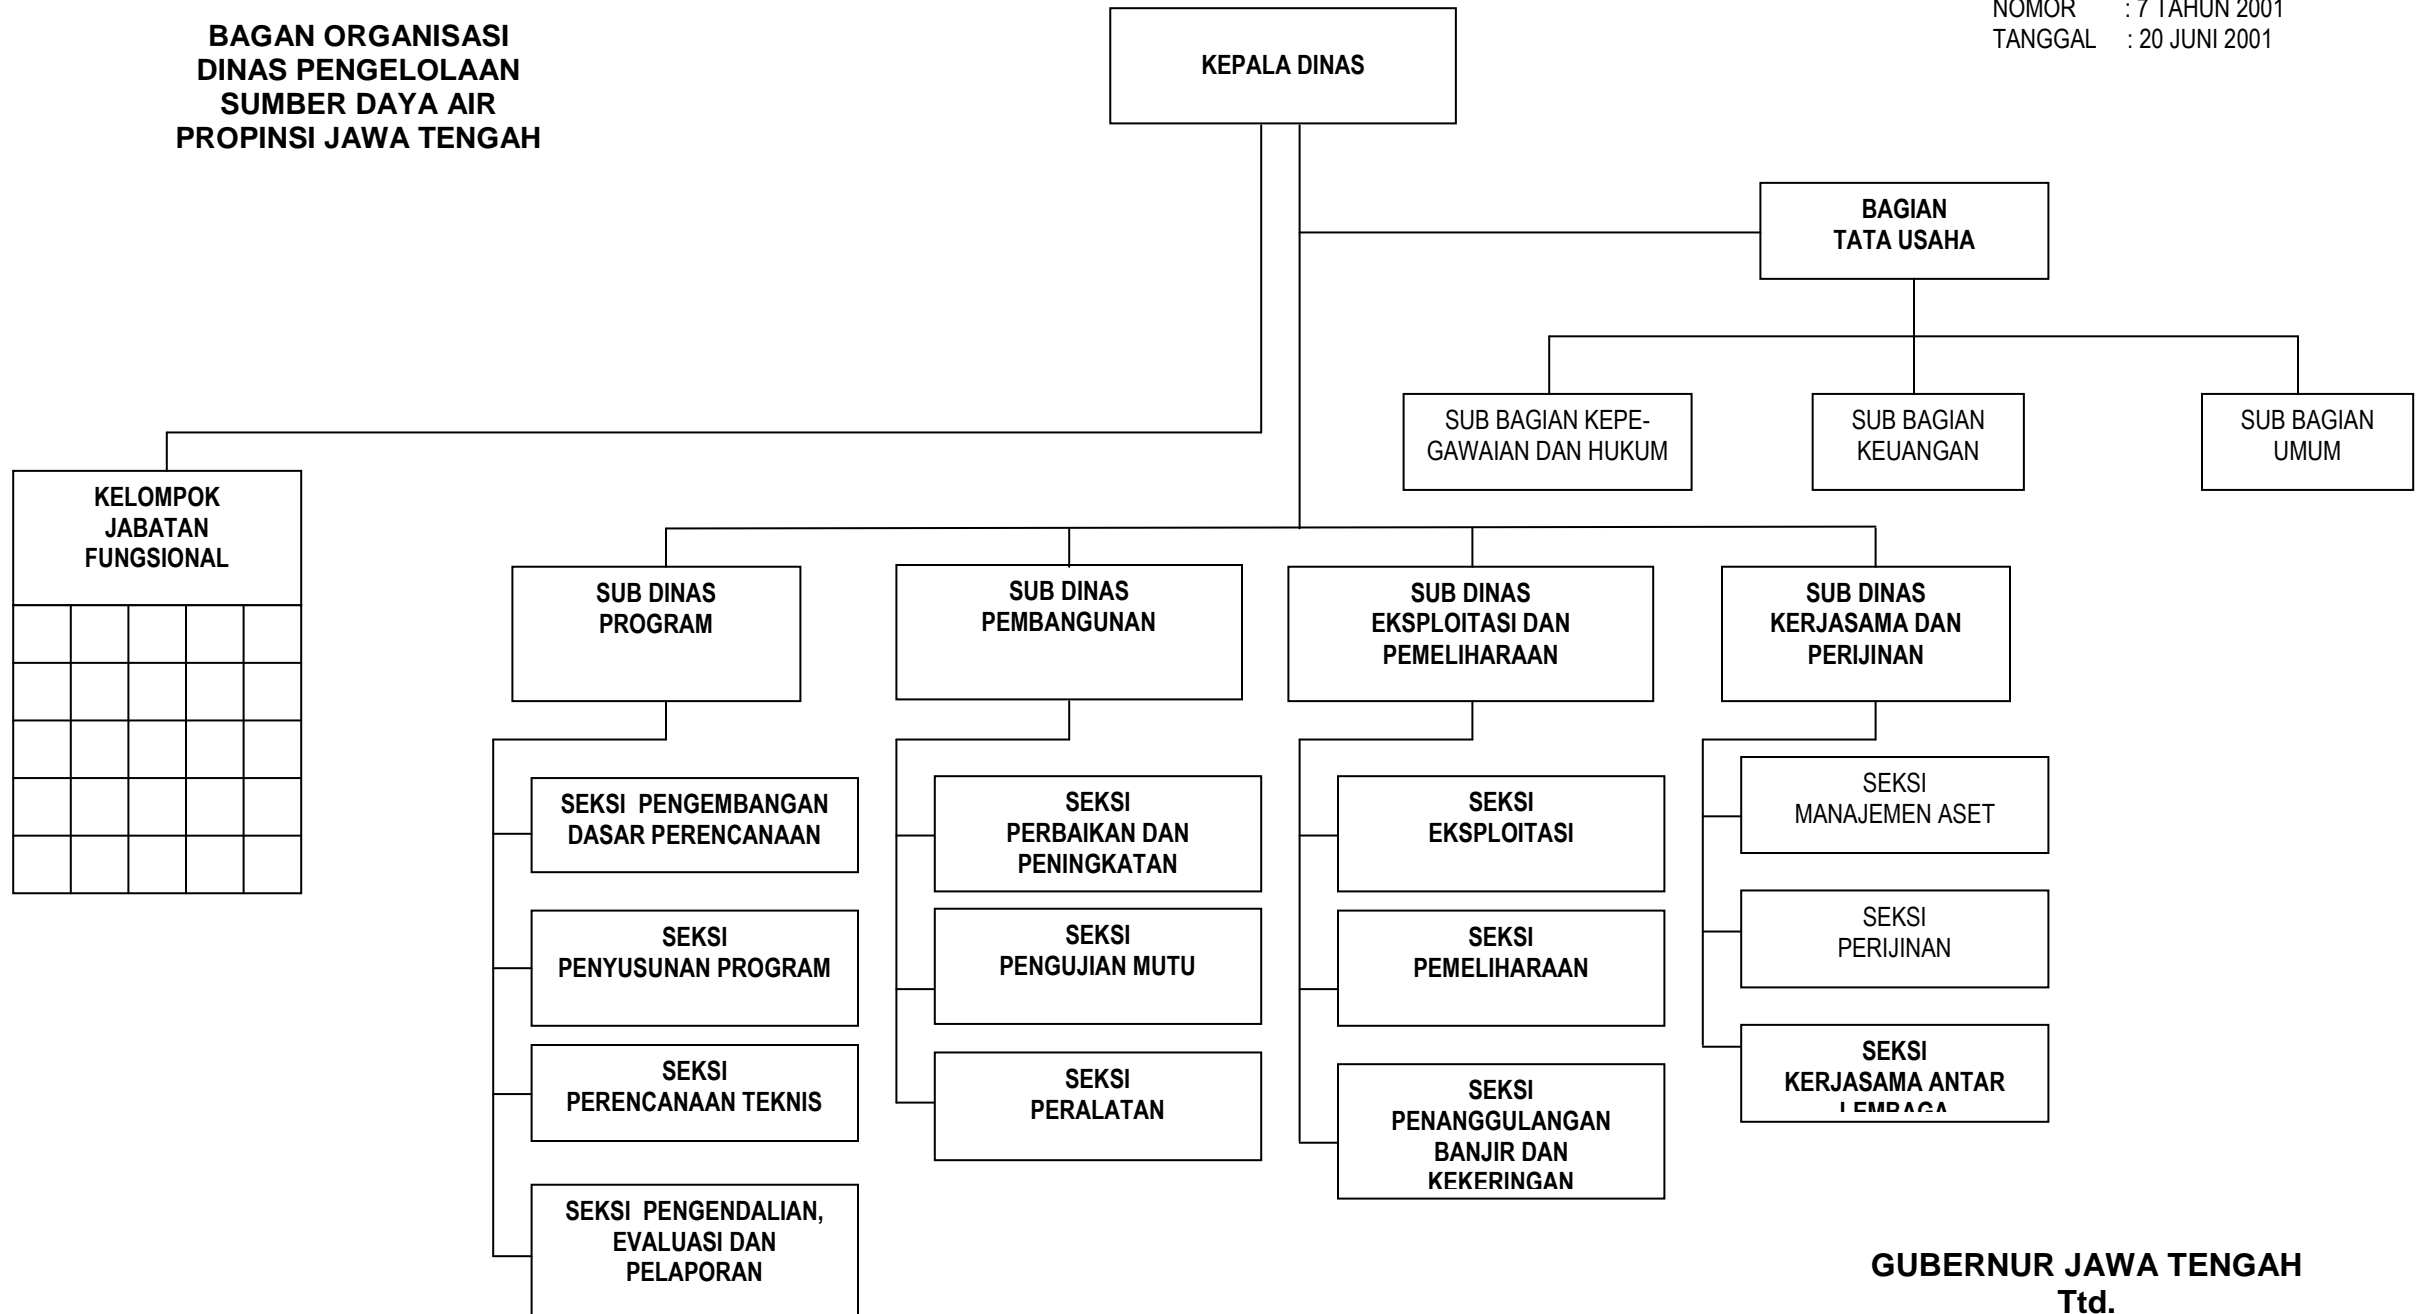 BAGAN ORGANISASI
DINAS PENGELOLAAN
SUMBER DAYA AIR
PROPINSI JAWA TENGAH
NOMOR : 7 TAHUN 2001
TANGGAL : 20 JUNI 2001
KEPALA DINAS
BAGIAN
TATA USAHA
SUB BAGIAN KEPE-
GAWAIAN DAN HUKUM
SUB BAGIAN
KEUANGAN
SUB BAGIAN
UMUM
KELOMPOK
JABATAN
FUNGSIONAL
SUB DINAS
PROGRAM
SUB DINAS
PEMBANGUNAN
SUB DINAS
EKSPLOITASI DAN
PEMELIHARAAN
SUB DINAS
KERJASAMA DAN
PERIJINAN
SEKSI PENGEMBANGAN
DASAR PERENCANAAN
SEKSI
PENYUSUNAN PROGRAM
SEKSI
PERENCANAAN TEKNIS
SEKSI PENGENDALIAN,
EVALUASI DAN
PELAPORAN
SEKSI
PERBAIKAN DAN
PENINGKATAN
SEKSI
PENGUJIAN MUTU
SEKSI
PERALATAN
SEKSI
EKSPLOITASI
SEKSI
PEMELIHARAAN
SEKSI
PENANGGULANGAN
BANJIR DAN
KEKERINGAN
SEKSI
MANAJEMEN ASET
SEKSI
PERIJINAN
SEKSI
KERJASAMA ANTAR
LEMBAGA
GUBERNUR JAWA TENGAH
Ttd.